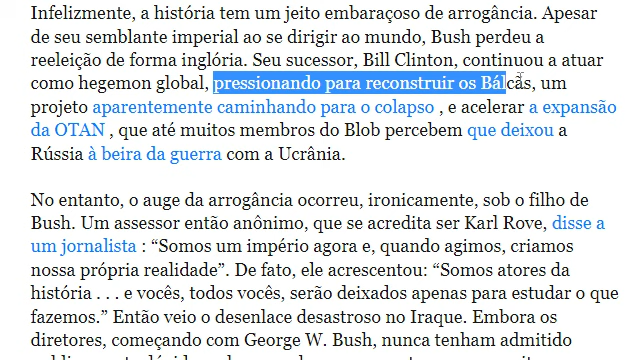 Infelizmente, a história tem um jeito embaraçoso de arrogância. Apesar
de seu semblante imperial ao se dirigir ao mundo, Bush perdeu a
reeleição de forma inglória. Seu sucessor, Bill Clinton, continuou a atuar
como hegemon global, pressionando para reconstruir os Bálcãs, um
projeto aparentemente caminhando para o colapso , e acelerar a expansão
da OTAN , que até muitos membros do Blob percebem que deixou a
Rússia à beira da guerra com a Ucrânia.
No entanto, o auge da arrogância ocorreu, ironicamente, sob o filho de
Bush. Um assessor então anônimo, que se acredita ser Karl Rove, disse a
um jornalista : “Somos um império agora e, quando agimos, criamos
nossa própria realidade”. De fato, ele acrescentou: “Somos atores da
história . . . e vocês, todos vocês, serão deixados apenas para estudar o que
fazemos.” Então veio o desenlace desastroso no Iraque. Embora os
diretores, começando com George W. Bush, nunca tenham admitido